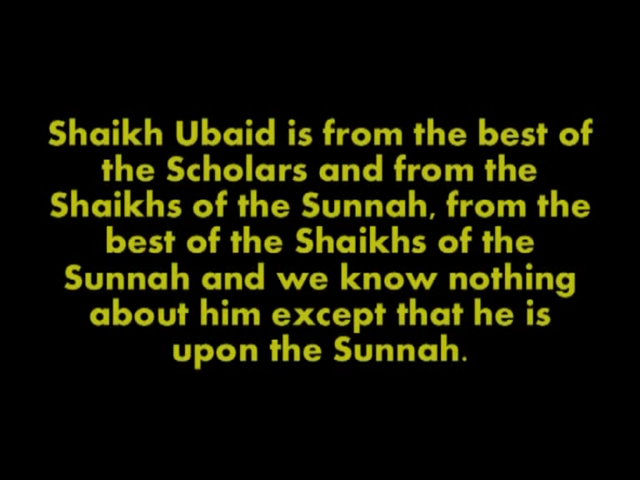 Shaikh Ubaid is from the best of
the Scholars and from the
Shaikhs of the Sunnah, from the
best of the Shaikhs of the
Sunnah and we know nothing
about him except that he is
upon the Sunnah.